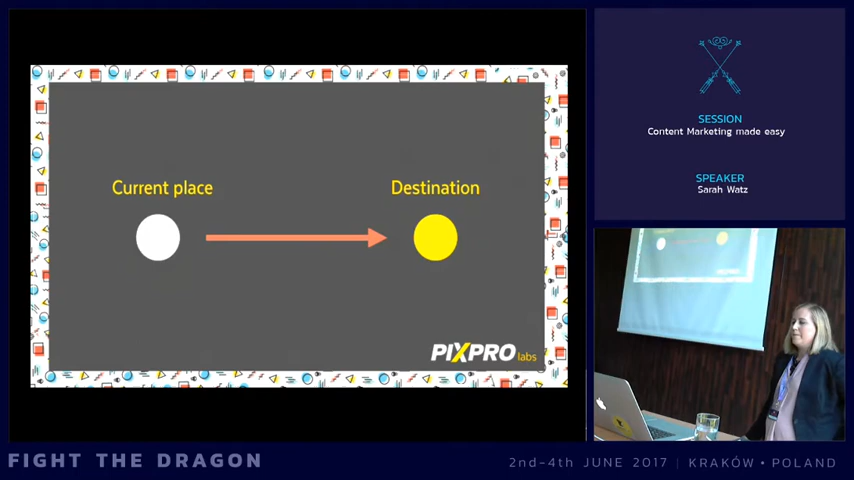 Current place
Destination
PIXPRO labs
SESSION
Content Marketing made easy
SPEAKER
Sarah Watz
FIGHT THE DRAGON
2nd-4th JUNE 2017 | KRAKÓW • POLAND